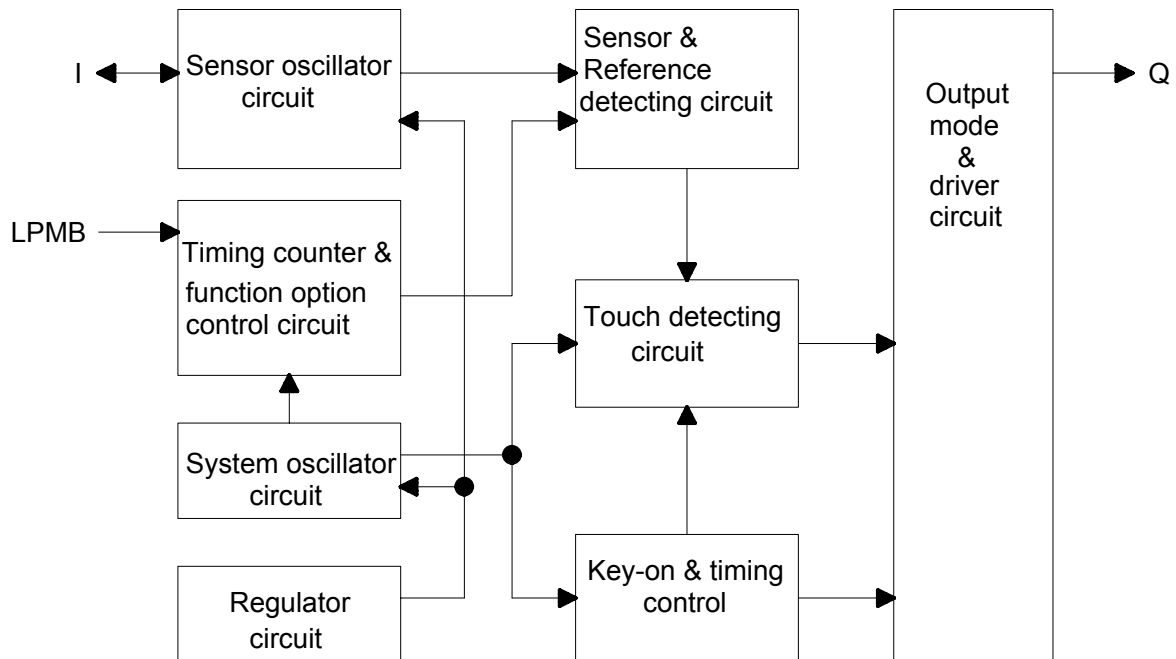 I
Sensor oscillator
circuit
Sensor &
Reference
detecting circuit
Output
mode
&
driver
circuit
Q
LPMB
Timing counter &
function option
control circuit
Touch detecting
circuit
System oscillator
circuit
Key-on & timing
control
Regulator
circuit